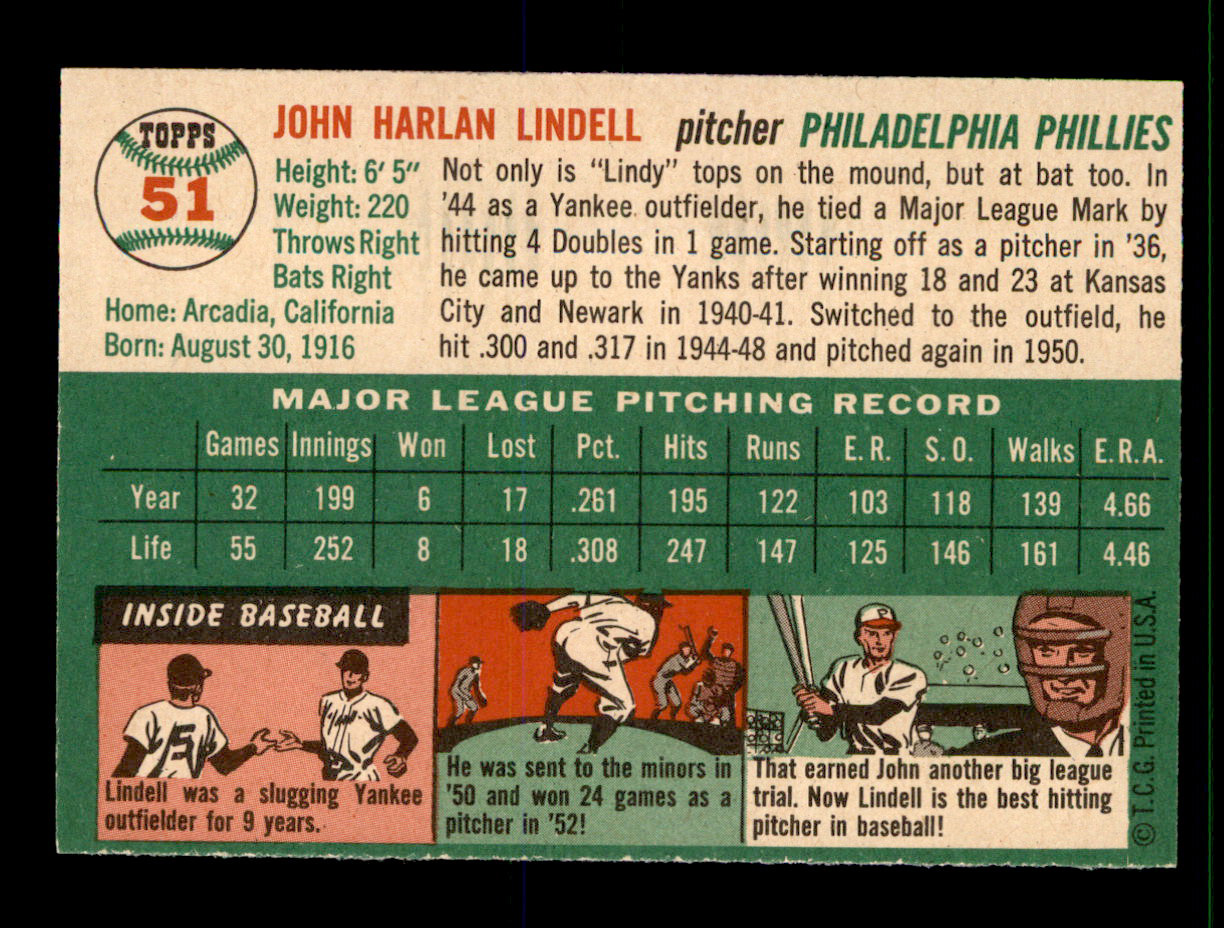 TOPPS
51
JOHN HARLAN LINDELL pitcher PHILADELPHIA PHILLIES
Height: 6' 5"
Weight: 220
Throws Right
Bats Right
Home: Arcadia, California
Born: August 30, 1916
Not only is "Lindy" tops on the mound, but at bat too. In
'44 as a Yankee outfielder, he tied a Major League Mark by
hitting 4 Doubles in 1 game. Starting off as a pitcher in '36,
he came up to the Yanks after winning 18 and 23 at Kansas
City and Newark in 1940-41. Switched to the outfield, he
hit .300 and .317 in 1944-48 and pitched again in 1950.
MAJOR LEAGUE PITCHING RECORD
Games Innings Won Lost Pct. Hits Runs E. R. S. O. Walks E. R. A.
Year 32 199 6 17 .261 195 122 103 118 139 4.66
Life 55 252 8 18 .308 247 147 125 146 161 4.46
INSIDE BASEBALL
15
Lindell was a slugging Yankee
outfielder for 9 years.
He was sent to the minors in
'50 and won 24 games as a
pitcher in '52!
P
That earned John another big league
trial. Now Lindell is the best hitting
pitcher in baseball!
© T. C. G. Printed in U.S.A.